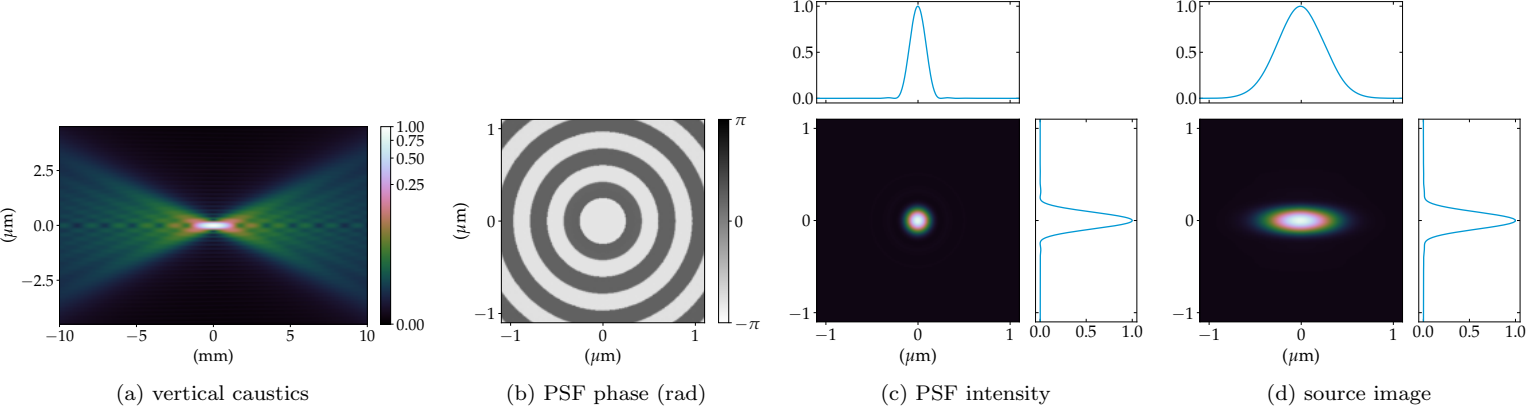 1.0
0.5
0.0
−1 0 1
(μm)
1.0
0.5
0.0
−1 0 1
(μm)
(μm)
2.5
0.0
−2.5
−10 −5 0 5 10
(mm)
1.00
0.75
0.50
0.25
0.00
(μm)
1
0
−1
−1 0 1
(μm)
π
0
−π
1
0
−1
0.0 0.5 1.0
1
0
−1
0.0 0.5 1.0
(a) vertical caustics
(b) PSF phase (rad)
(c) PSF intensity
(d) source image